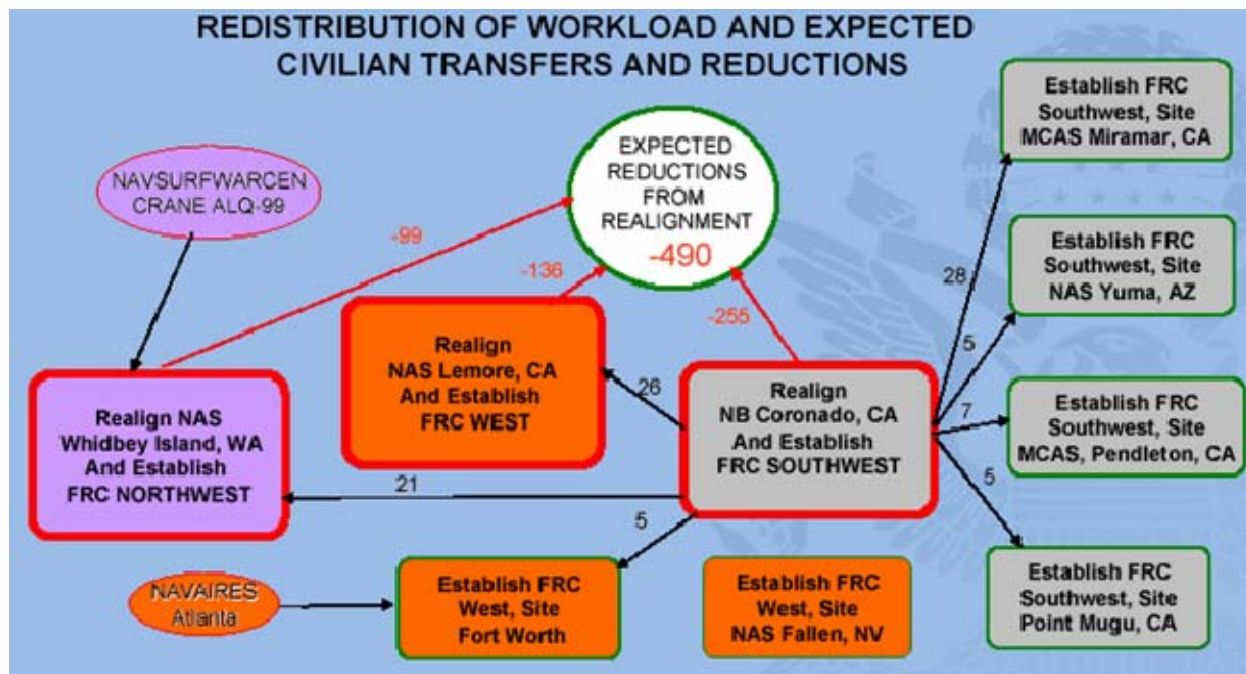 REDISTRIBUTION OF WORKLOAD AND EXPECTED
CIVILIAN TRANSFERS AND REDUCTIONS
NAVSURFWARCEN
CRANE ALQ-99
EXPECTED
REDUCTIONS
FROM
REALIGNMENT
-490
Establish FRC
Southwest, Site
MCAS Miramar, CA
-99
-136
-255
28
Establish FRC
Southwest, Site
NAS Yuma, AZ
5
Realign NAS
Whidbey Island, WA
And Establish
FRC NORTHWEST
Realign
NAS Lemore, CA
And Establish
FRC WEST
26
Realign
NB Coronado, CA
And Establish
FRC SOUTHWEST
7
Establish FRC
Southwest, Site
MCAS, Pendleton, CA
21
5
5
NAVAIRES
Atlanta
Establish FRC
West, Site
Fort Worth
Establish FRC
West, Site
NAS Fallen, NV
Establish FRC
Southwest, Site
Point Mugu, CA